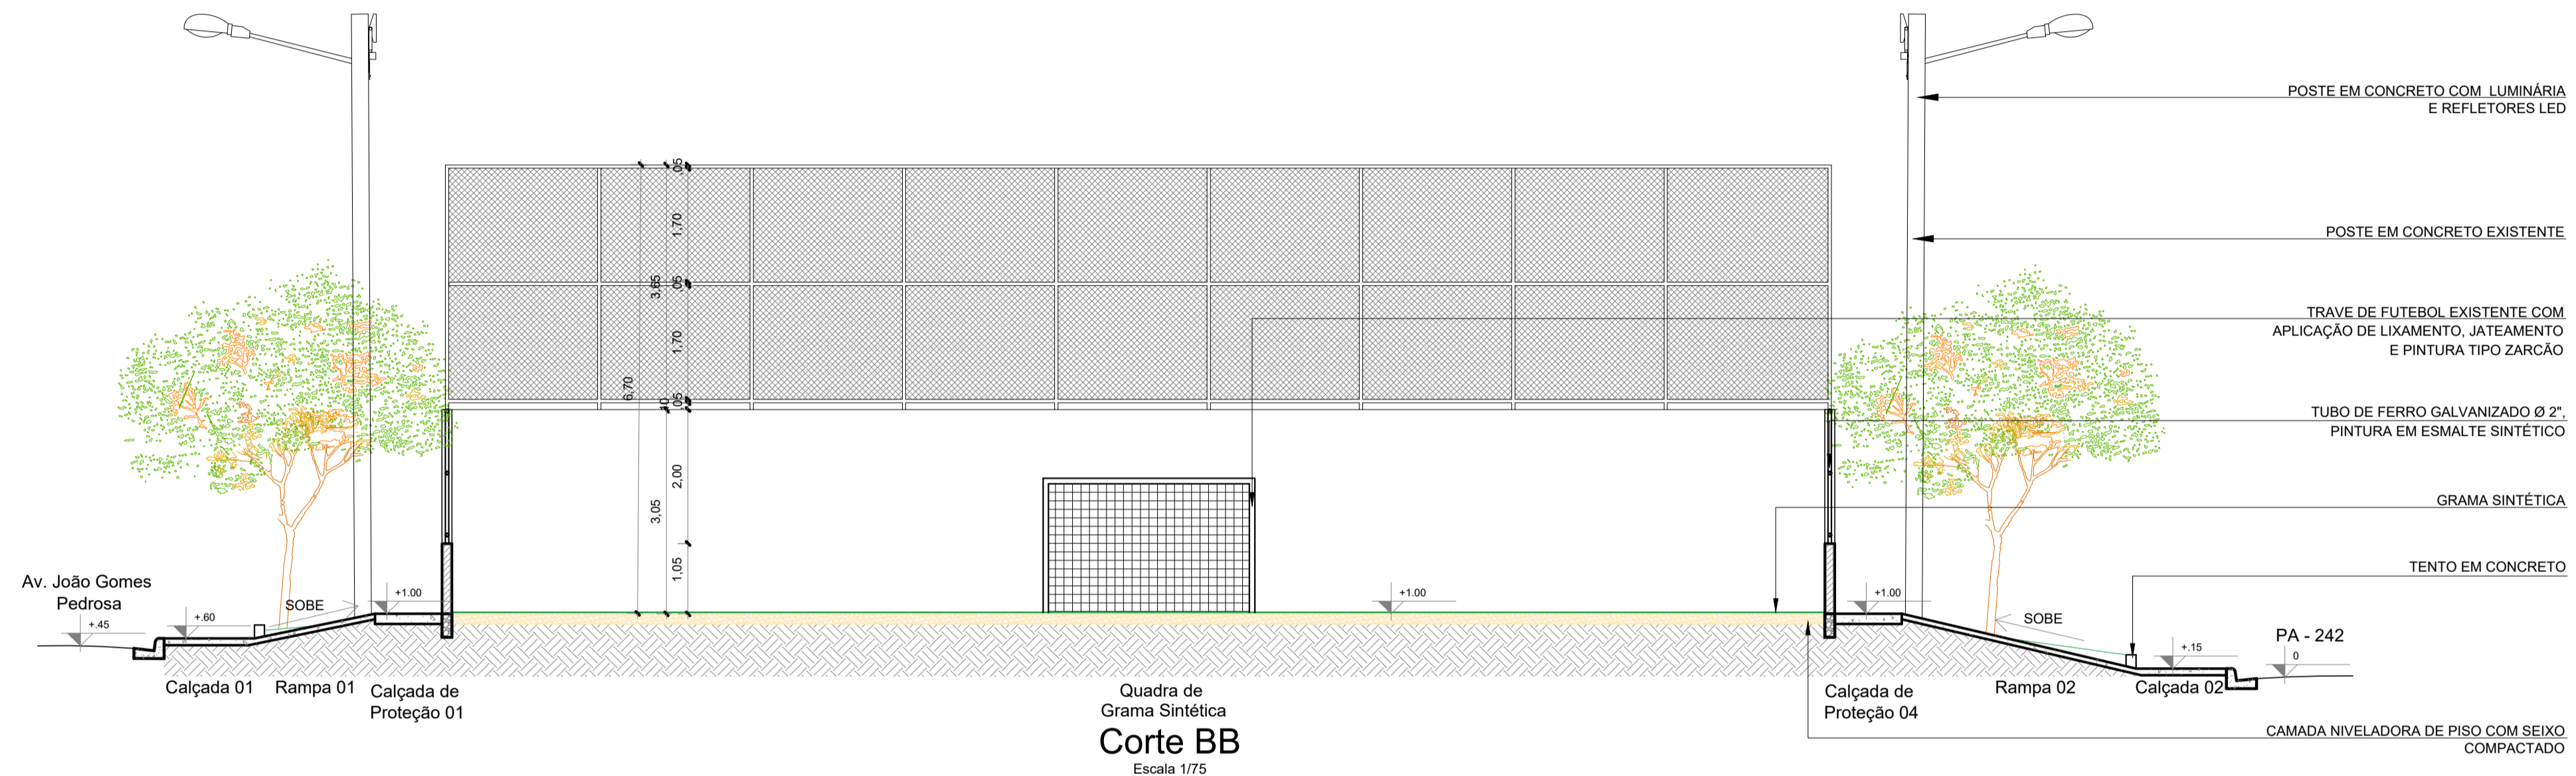 POSTE EM CONCRETO COM LUMINÁRIA
E REFLETORES LED
POSTE EM CONCRETO EXISTENTE
TRAVE DE FUTEBOL EXISTENTE COM
APLICAÇÃO DE LIXAMENTO, JATEAMENTO
E PINTURA TIPO ZARCÃO
TUBO DE FERRO GALVANIZADO Ø 2",
PINTURA EM ESMALTE SINTÉTICO
GRAMA SINTÉTICA
TENTO EM CONCRETO
CAMADA NIVELADORA DE PISO COM SEIXO
COMPACTADO
,05
1,70
,05
3,65
1,70
6,70
,10
,05
2,00
3,05
1,05
Av. João Gomes
Pedrosa
+.45
+.60
SOBE
+1.00
+1.00
+1.00
SOBE
+.15
PA - 242
0
Calçada 01
Rampa 01
Calçada de
Proteção 01
Quadra de
Grama Sintética
Calçada de
Proteção 04
Rampa 02
Calçada 02
Corte BB
Escala 1/75